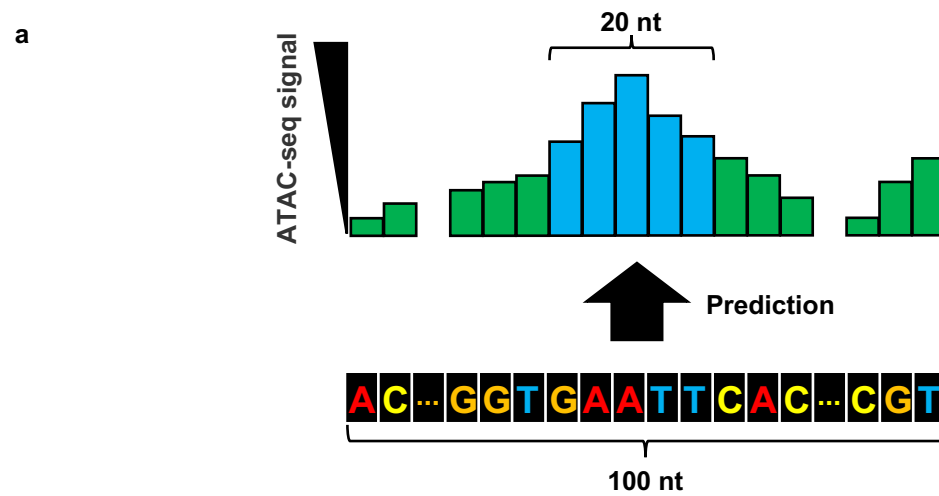 a
20 nt
ATAC-seq signal
Prediction
AC...GGTGAATTCAC...CGT
100 nt